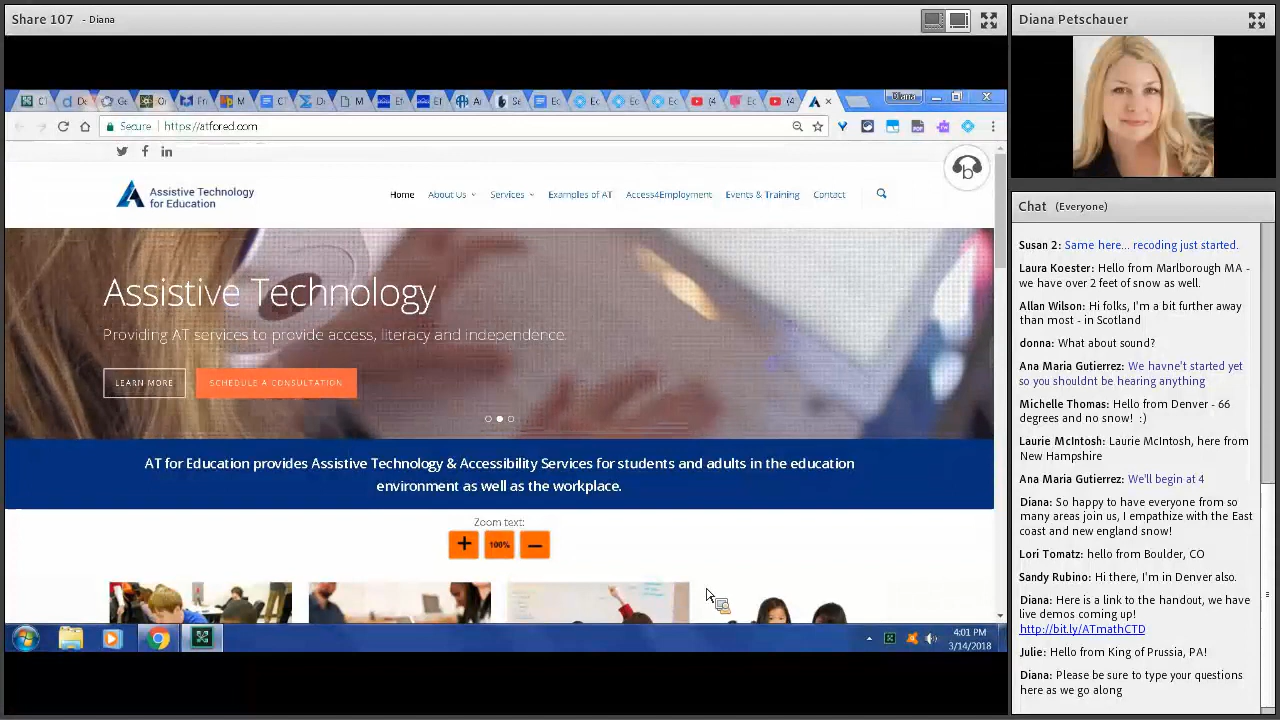 Share 107 - Diana
Diana Petschauer
Diana
Secure
https://atfored.com
Assistive Technology
for Education
Home
About Us
Services
Examples of AT
Access4Employment
Events & Training
Contact
Assistive Technology
Providing AT services to provide access, literacy and independence.
LEARN MORE
SCHEDULE A CONSULTATION
AT for Education provides Assistive Technology & Accessibility Services for students and adults in the education
environment as well as the workplace.
Zoom text:
+
100%
−
4:01 PM
3/14/2018
Chat (Everyone)
Susan 2: Same here... recoding just started.
Laura Koester: Hello from Marlborough MA -
we have over 2 feet of snow as well.
Allan Wilson: Hi folks, I'm a bit further away
than most - in Scotland
donna: What about sound?
Ana Maria Gutierrez: We havne't started yet
so you shouldnt be hearing anything
Michelle Thomas: Hello from Denver - 66
degrees and no snow! :)
Laurie McIntosh: Laurie McIntosh, here from
New Hampshire
Ana Maria Gutierrez: We'll begin at 4
Diana: So happy to have everyone from so
many areas join us, I empathize with the East
coast and new england snow!
Lori Tomatz: hello from Boulder, CO
Sandy Rubino: Hi there, I'm in Denver also.
Diana: Here is a link to the handout, we have
live demos coming up!
http://bit.ly/ATmathCTD
Julie: Hello from King of Prussia, PA!
Diana: Please be sure to type your questions
here as we go along